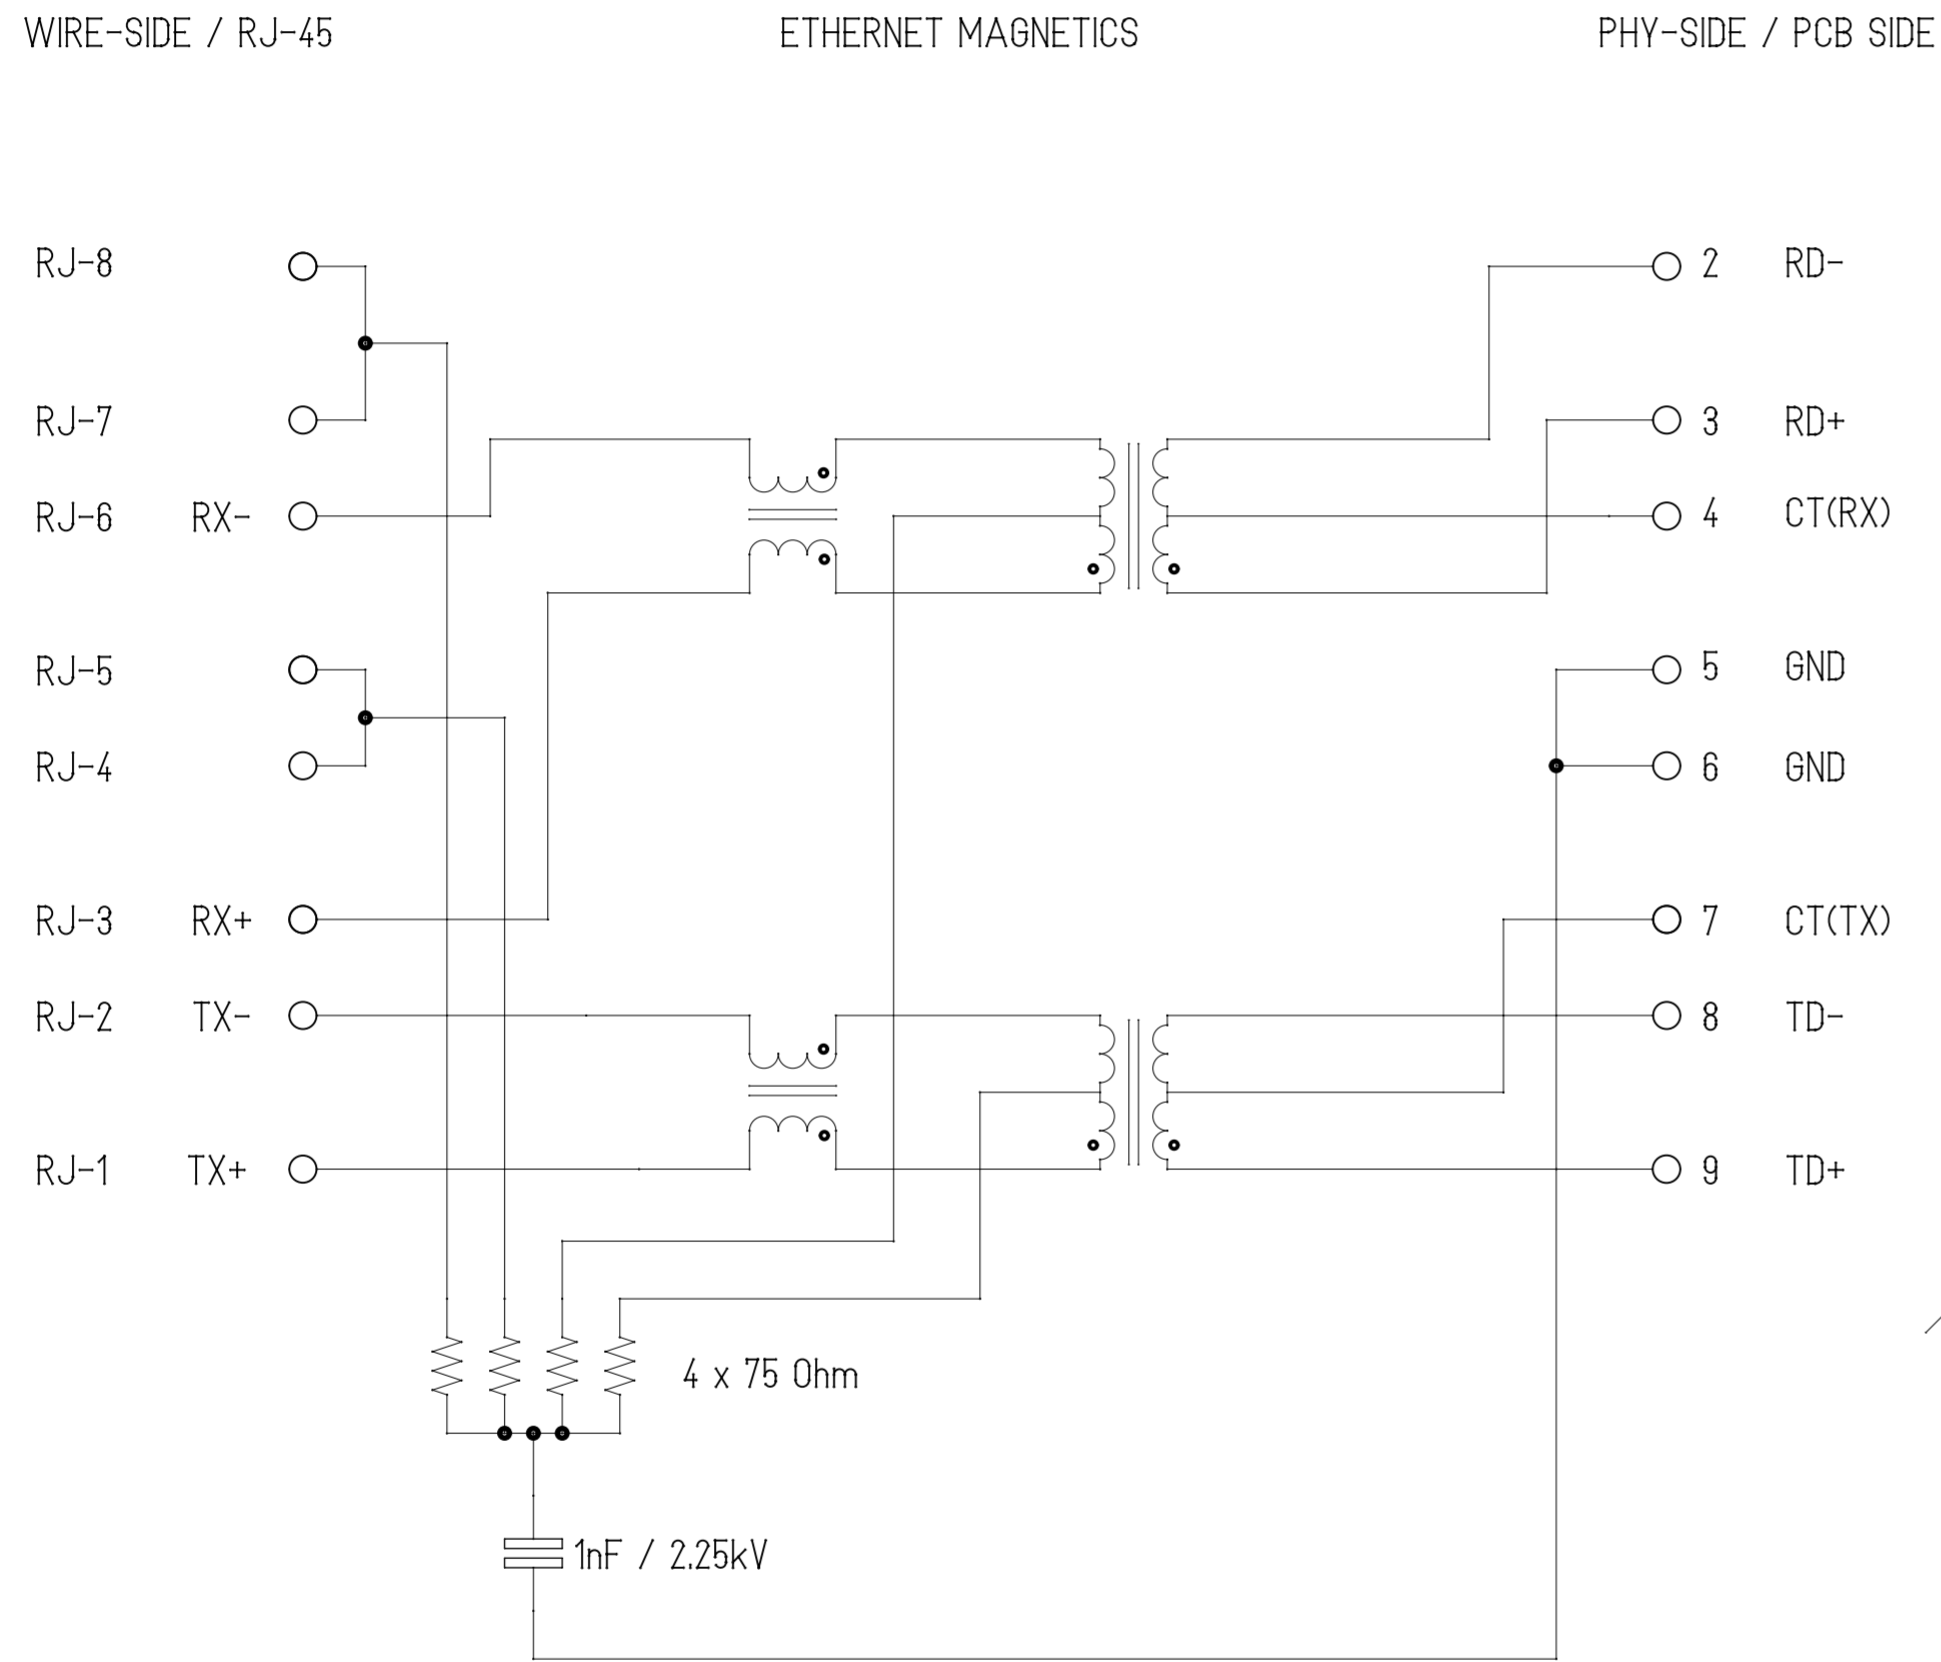 WIRE-SIDE / RJ-45 ETHERNET MAGNETICS PHY-SIDE / PCB SIDE
RJ-8 2 RD-
RJ-7 3 RD+
RJ-6 RX- 4 CT(RX)
RJ-5 5 GND
RJ-4 6 GND
RJ-3 RX+ 7 CT(TX)
RJ-2 TX- 8 TD-
RJ-1 TX+ 9 TD+
4 x 75 Ohm
1nF / 2.25kV